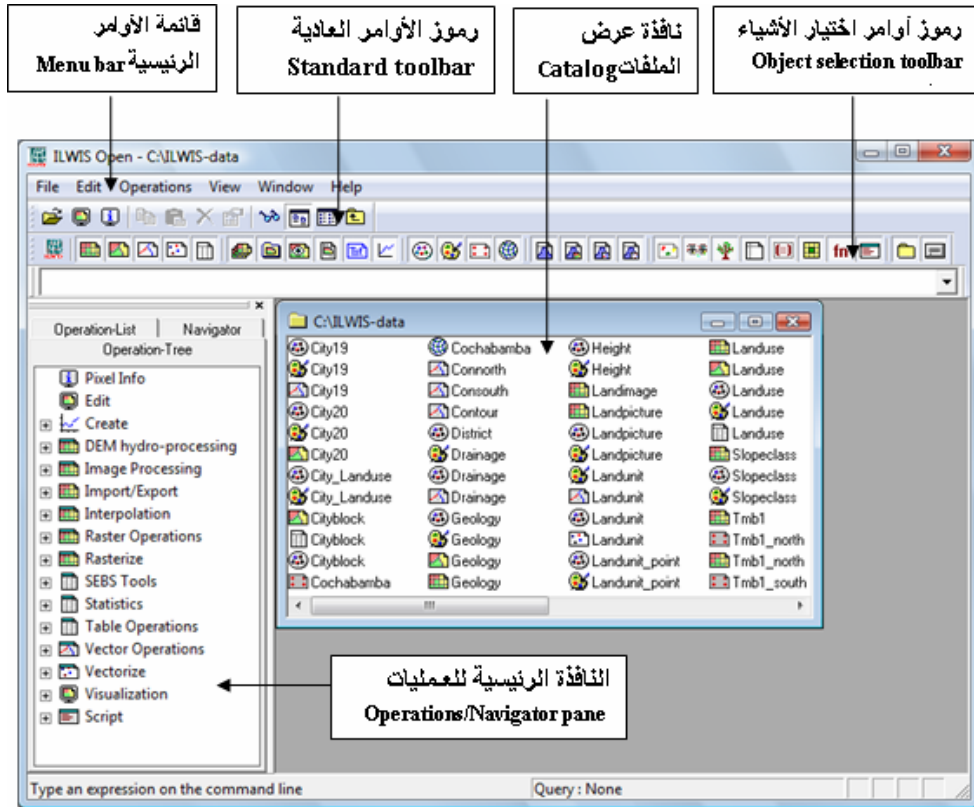 قائمة الأوامر
الرئيسية Menu bar
رموز الأوامر العادية
Standard toolbar
نافذة عرض
الملفات Catalog
رموز أوامر اختيار الأشياء
Object selection toolbar
ILWIS Open - C:\ILWIS-data
File Edit Operations View Window Help
fn
Operation-List Navigator
Operation-Tree
Pixel Info
Edit
Create
DEM hydro-processing
Image Processing
Import/Export
Interpolation
Raster Operations
Rasterize
SEBS Tools
Statistics
Table Operations
Vector Operations
Vectorize
Visualization
Script
C:\ILWIS-data
City19 Cochabamba Height Landuse
City19 Connorth Height Landuse
City19 Consouth Landimage Landuse
City20 Contour Landpicture Landuse
City20 District Landpicture Landuse
City20 Drainage Landpicture Slopeclass
City_Landuse Drainage Landunit Slopeclass
City_Landuse Drainage Landunit Slopeclass
Cityblock Geology Landunit Tmb1
Cityblock Geology Landunit Tmb1_north
Cityblock Geology Landunit_point Tmb1_north
Cochabamba Geology Landunit_point Tmb1_south
النافذة الرئيسية للعمليات
Operations/Navigator pane
Type an expression on the command line
Query : None